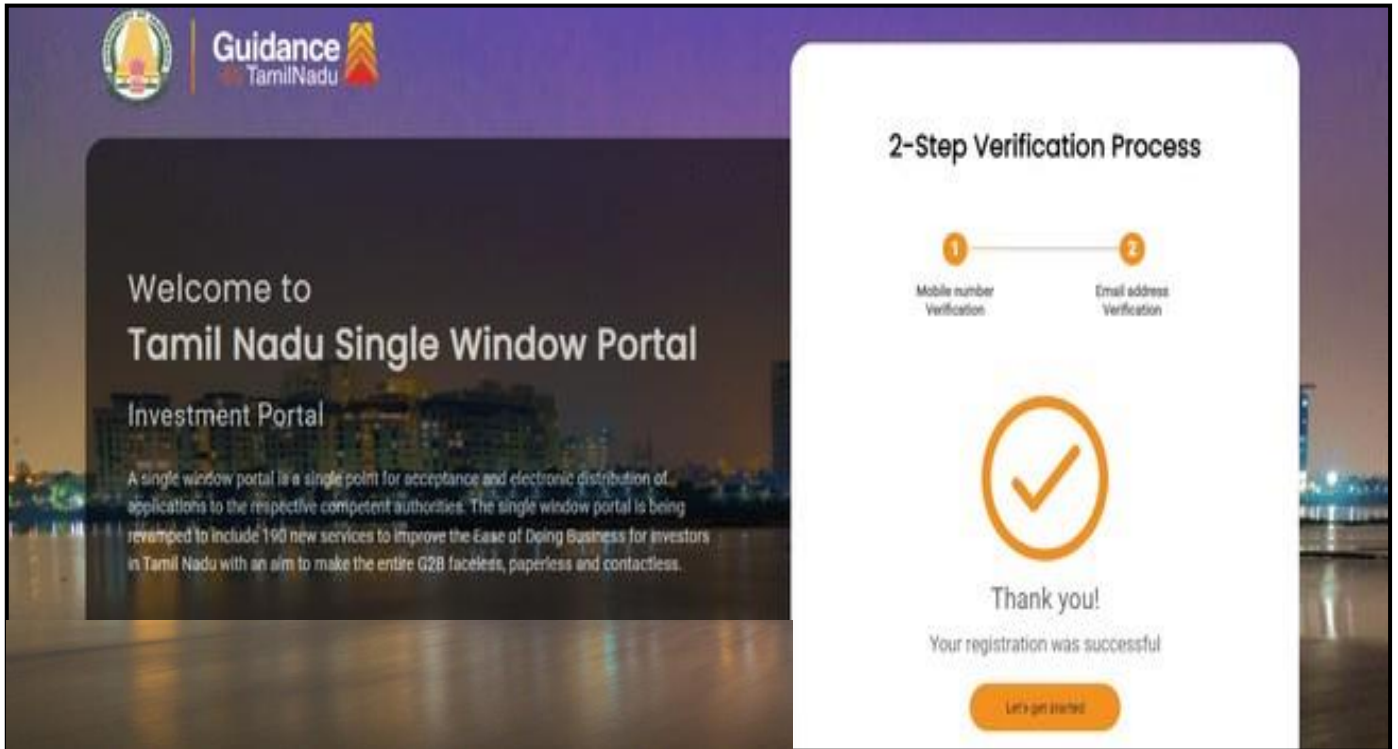 Guidance
TamilNadu
Welcome to
Tamil Nadu Single Window Portal
Investment Portal
A single window portal is a single point for acceptance and electronic distribution of
applications to the respective competent authorities. The single window portal is being
revamped to include 190 new services to improve the Ease of Doing Business for investors
in Tamil Nadu with an aim to make the entire G2B faceless, paperless and contactless.
2-Step Verification Process
1
2
Mobile number
Verification
Email address
Verification
Thank you!
Your registration was successful
Let's get started